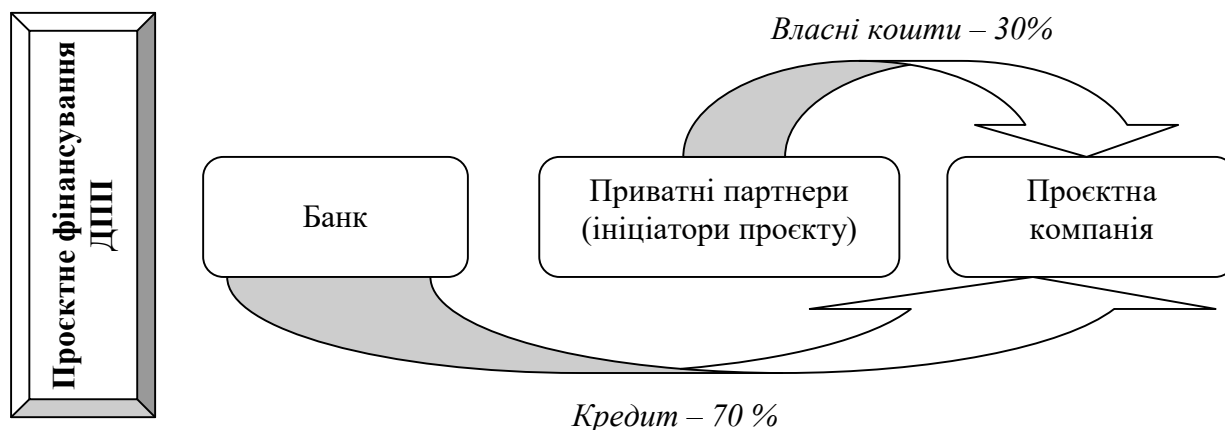 Проєктне фінансування
ДПП
Власні кошти – 30%
Банк
Приватні партнери
(ініціатори проєкту)
Проєктна
компанія
Кредит – 70 %